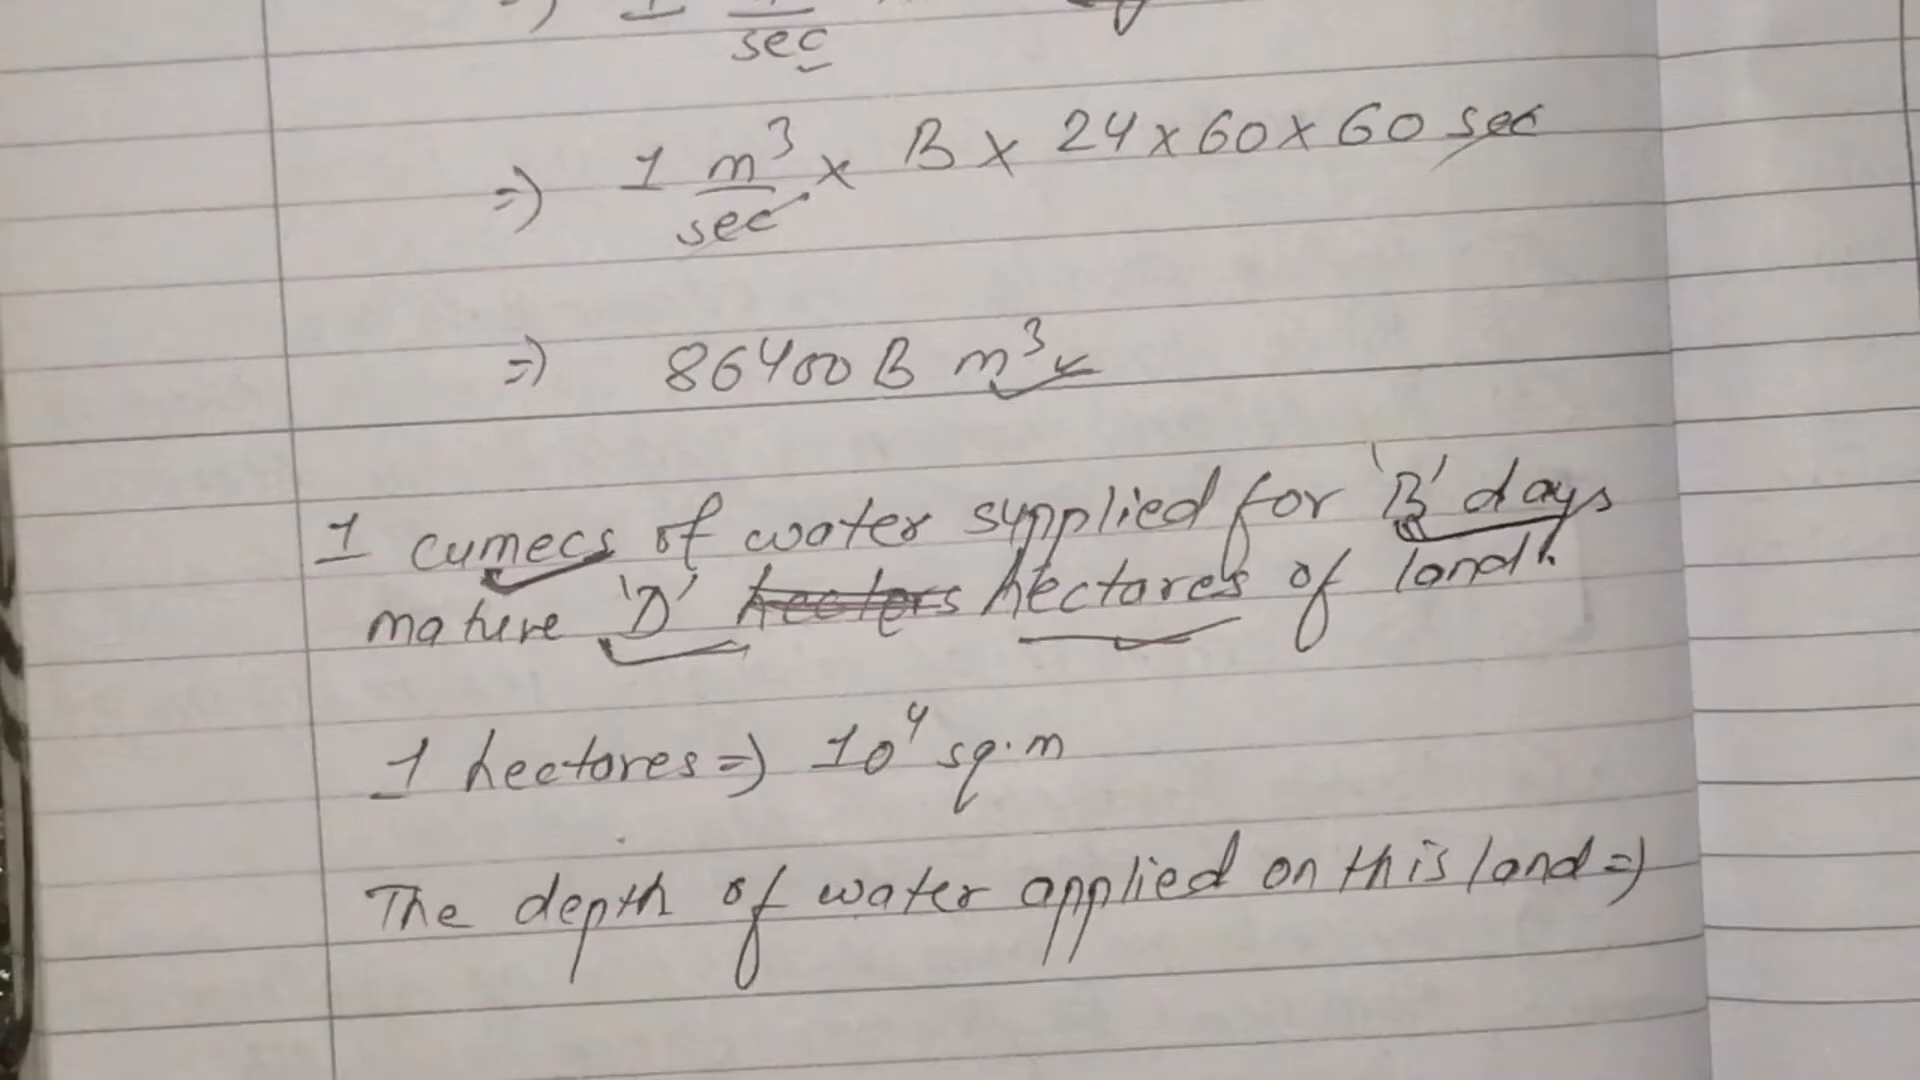 sec
=> 1 m³/sec × B × 24 × 60 × 60 sec
=> 86400 B m³
1 cumecs of water supplied for 'B' days
mature 'D' hecters hectares of land.
1 hectares => 10⁴ sq.m
The depth of water applied on this land =>